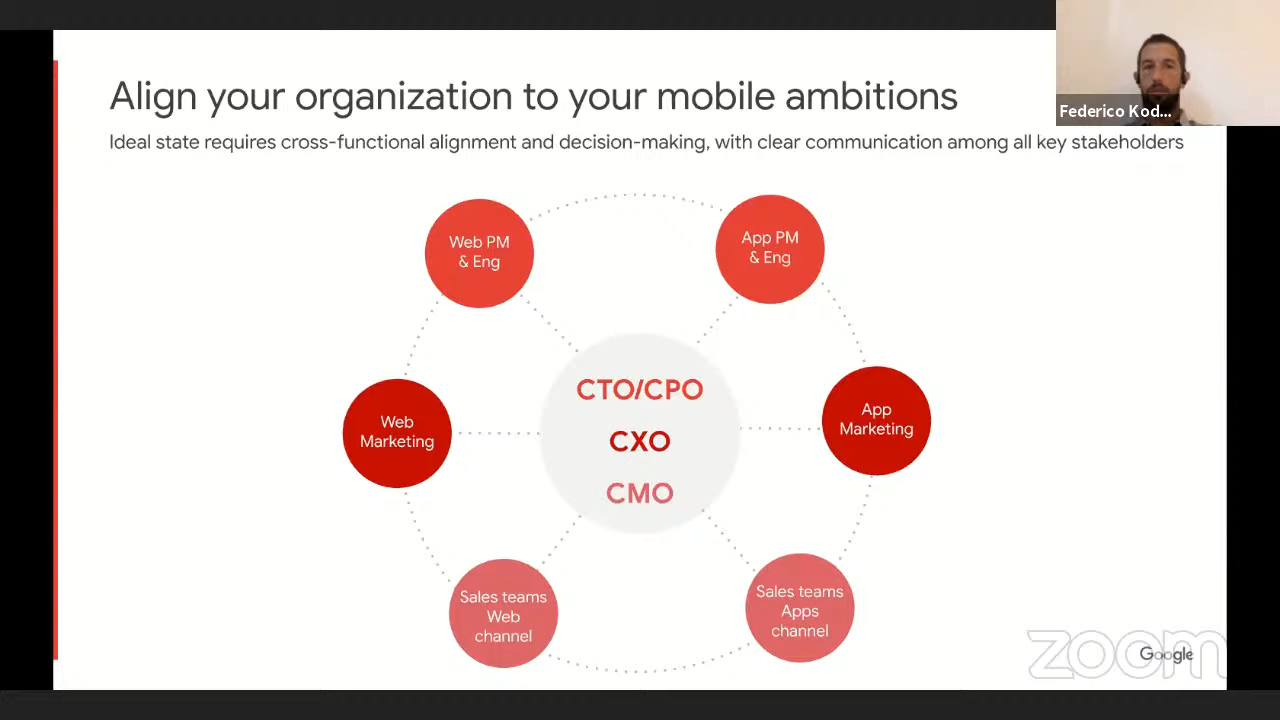 Align your organization to your mobile ambitions
Federico Kod...
Ideal state requires cross-functional alignment and decision-making, with clear communication among all key stakeholders
Web PM
& Eng
App PM
& Eng
CTO/CPO
CXO
CMO
Web
Marketing
App
Marketing
Sales teams
Web
channel
Sales teams
Apps
channel
zoom
Google